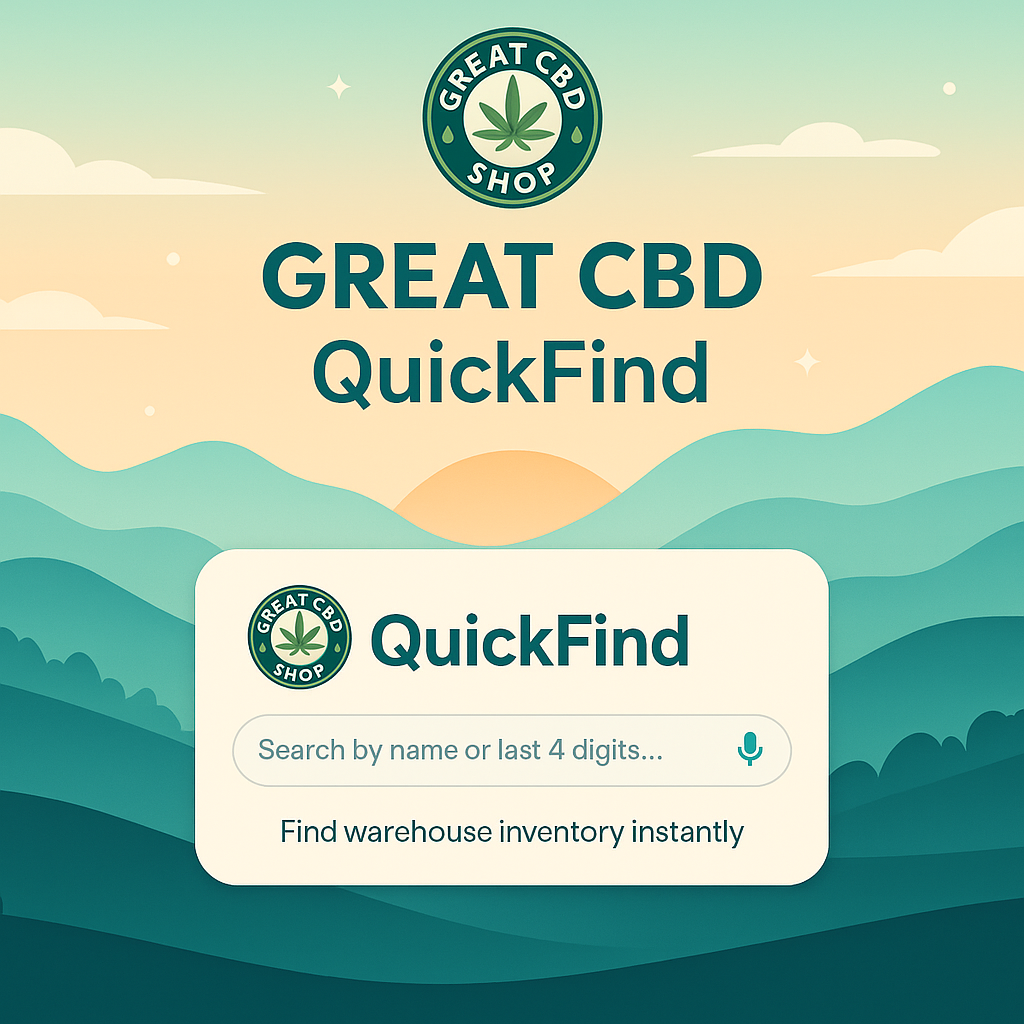 GREAT CBD
SHOP
GREAT CBD
QuickFind
GREAT CBD
SHOP
QuickFind
Search by name or last 4 digits...
Find warehouse inventory instantly